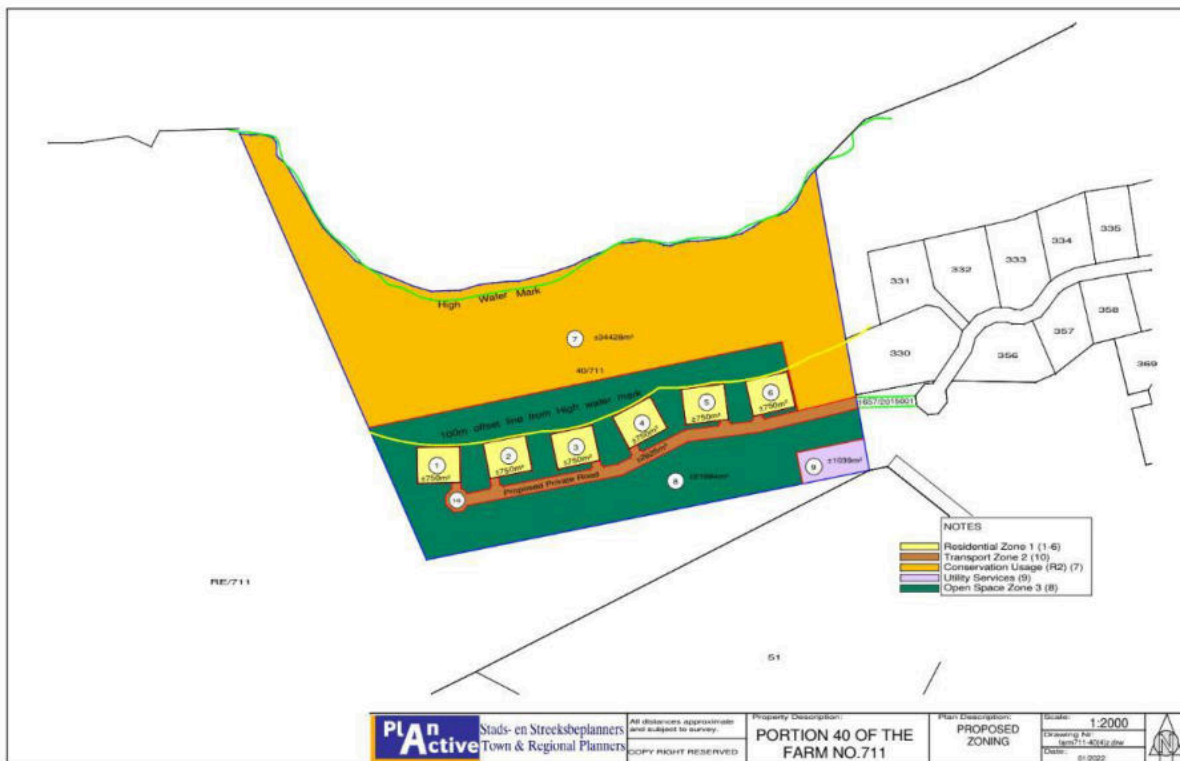 High Water Mark
7
±34428m²
40/711
100m offset line from High water mark
1
±750m²
2
±750m²
3
±750m²
4
±750m²
5
±750m²
6
±750m²
Proposed Private Road
10
8
9
±1039m²
330
331
332
333
334
335
356
357
358
369
RE/711
51
NOTES
Residential Zone 1 (1-6)
Transport Zone 2 (10)
Conservation Usage (R2) (7)
Utility Services (9)
Open Space Zone 3 (8)
PLAn
Active
Stads- en Streeksbeplanners
Town & Regional Planners
All distances approximate
and subject to survey.
COPY RIGHT RESERVED
Property Description:
PORTION 40 OF THE
FARM NO.711
Plan Description:
PROPOSED
ZONING
Scale:
1:2000
Drawing Nr:
Date:
01/2022
N